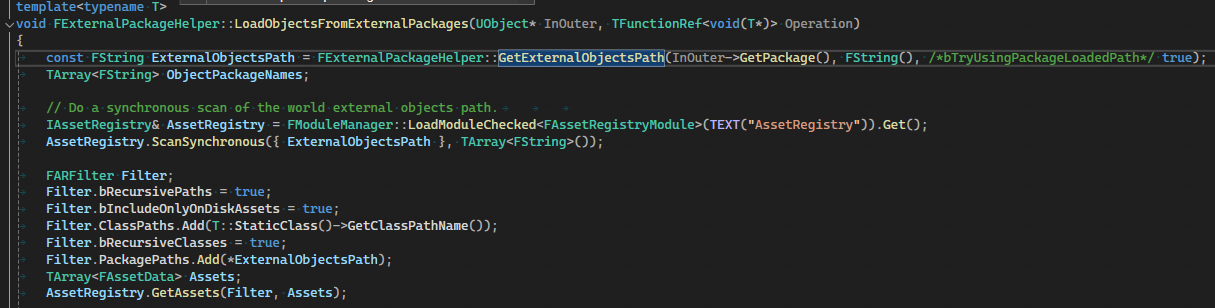 template<typename T>
void FExternalPackageHelper::LoadObjectsFromExternalPackages(UObject* InOuter, TFunctionRef<void(T*)> Operation)
{
const FString ExternalObjectsPath = FExternalPackageHelper::GetExternalObjectsPath(InOuter->GetPackage(), FString(), /*bTryUsingPackageLoadedPath*/ true);
TArray<FString> ObjectPackageNames;
// Do a synchronous scan of the world external objects path.
IAssetRegistry& AssetRegistry = FModuleManager::LoadModuleChecked<FAssetRegistryModule>(TEXT("AssetRegistry")).Get();
AssetRegistry.ScanSynchronous({ ExternalObjectsPath }, TArray<FString>());
FARFilter Filter;
Filter.bRecursivePaths = true;
Filter.bIncludeOnlyOnDiskAssets = true;
Filter.ClassPaths.Add(T::StaticClass()->GetClassPathName());
Filter.bRecursiveClasses = true;
Filter.PackagePaths.Add(*ExternalObjectsPath);
TArray<FAssetData> Assets;
AssetRegistry.GetAssets(Filter, Assets);